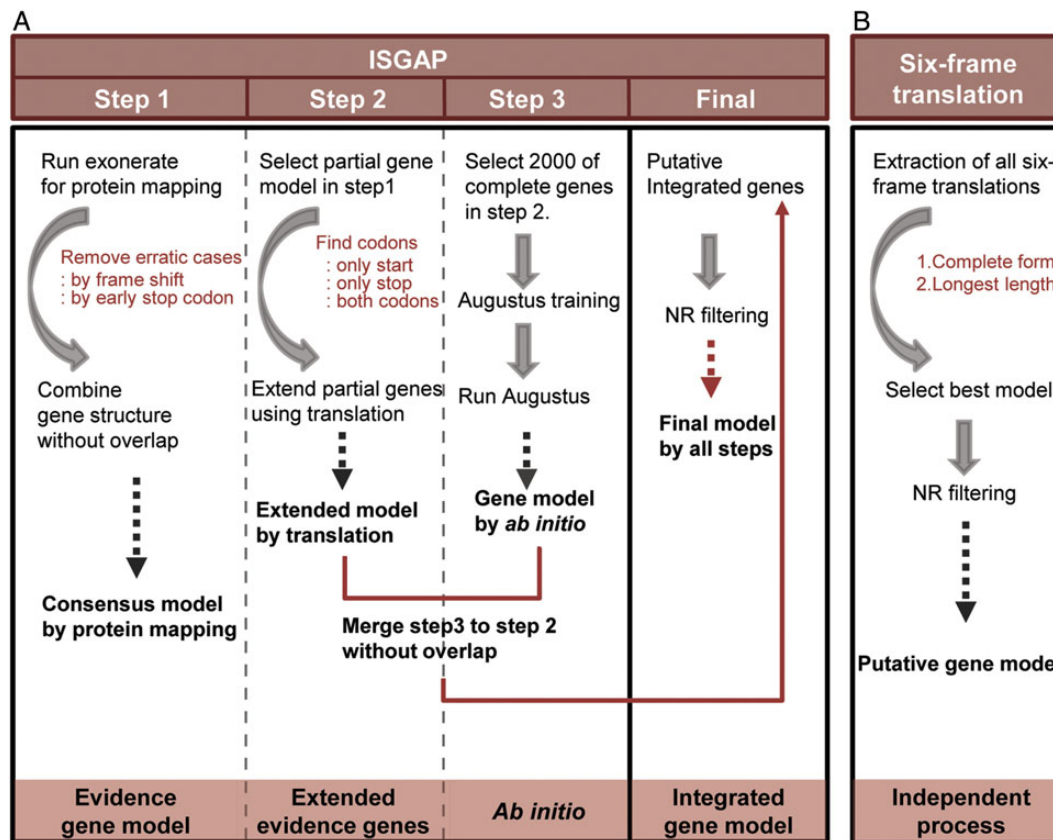 A
ISGAP
Step 1
Step 2
Step 3
Final
Run exonerate
for protein mapping
Remove erratic cases
: by frame shift
: by early stop codon
Combine
gene structure
without overlap
Consensus model
by protein mapping
Evidence
gene model
Select partial gene
model in step1
Find codons
: only start
: only stop
: both codons
Extend partial genes
using translation
Extended model
by translation
Extended
evidence genes
Select 2000 of
complete genes
in step 2.
Augustus training
Run Augustus
Gene model
by ab initio
Merge step3 to step 2
without overlap
Ab initio
Putative
Integrated genes
NR filtering
Final model
by all steps
Integrated
gene model
B
Six-frame
translation
Extraction of all six-
frame translations
1.Complete form
2.Longest length
Select best model
NR filtering
Putative gene mode
Independent
process